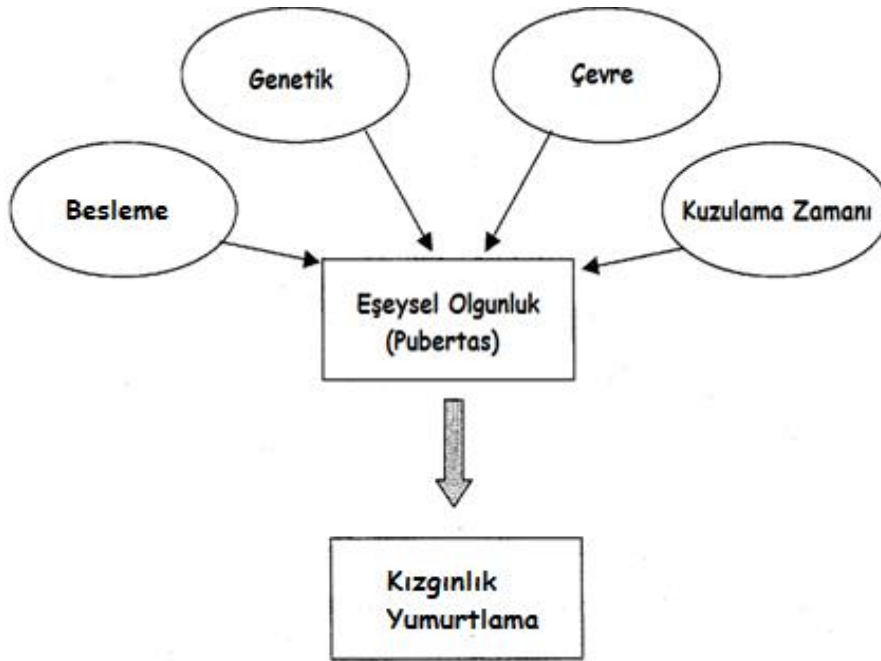 Genetik
Çevre
Besleme
Kuzulama Zamanı
Eşeysel Olgunluk
(Pubertas)
Kızgınlık
Yumurtlama